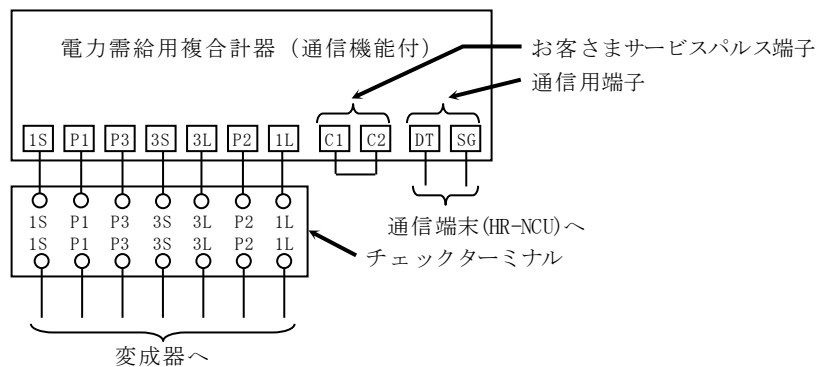 電力需給用複合計器（通信機能付）
お客さまサービスパルス端子
通信用端子
1S P1 P3 3S 3L P2 1L C1 C2 DT SG
1S P1 P3 3S 3L P2 1L
通信端末(HR-NCU)へ
1S P1 P3 3S 3L P2 1L
チェックターミナル
変成器へ